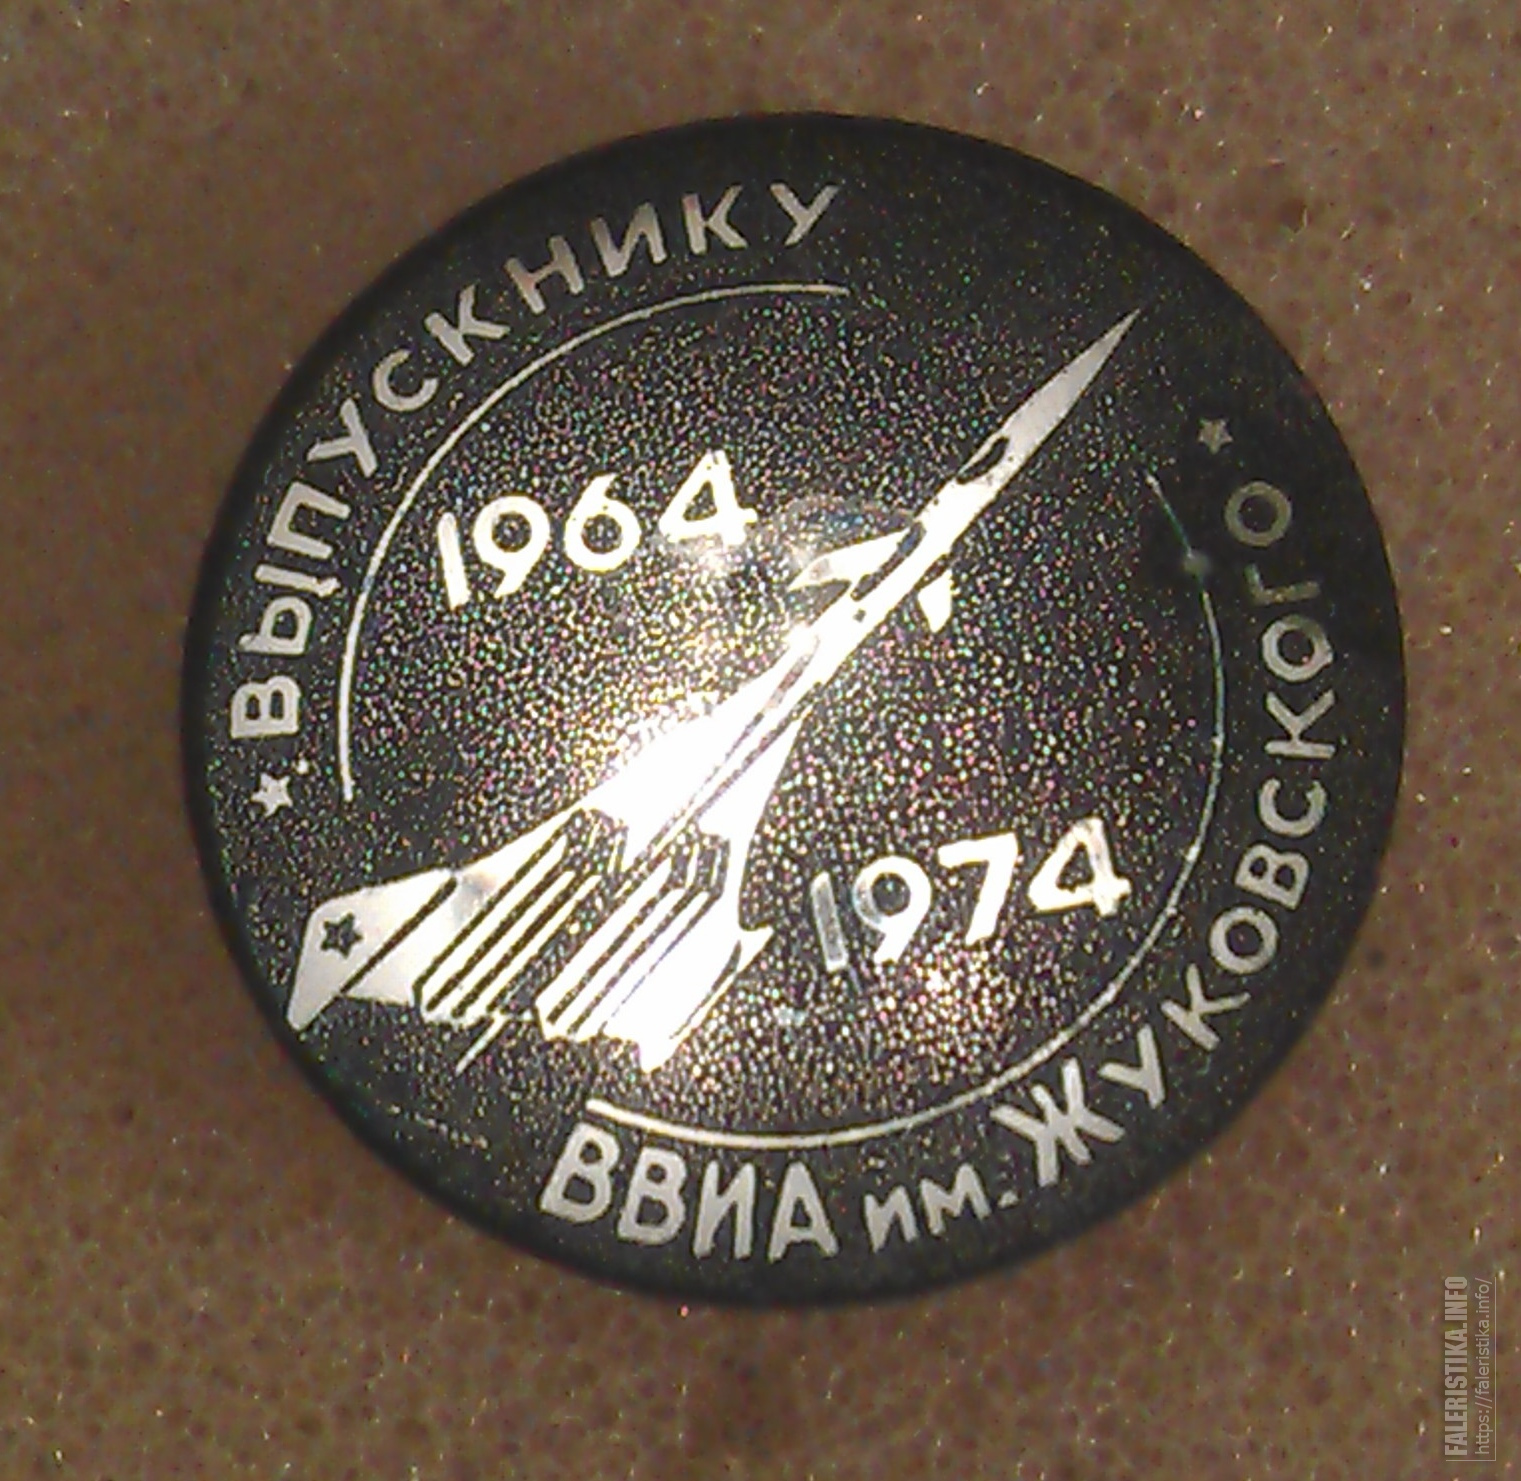 ВЫПУСКНИКУ
1964
1974
ВВИА им. ЖУКОВСКОГО
FALERISTIKA.INFO
https://faleristika.info/